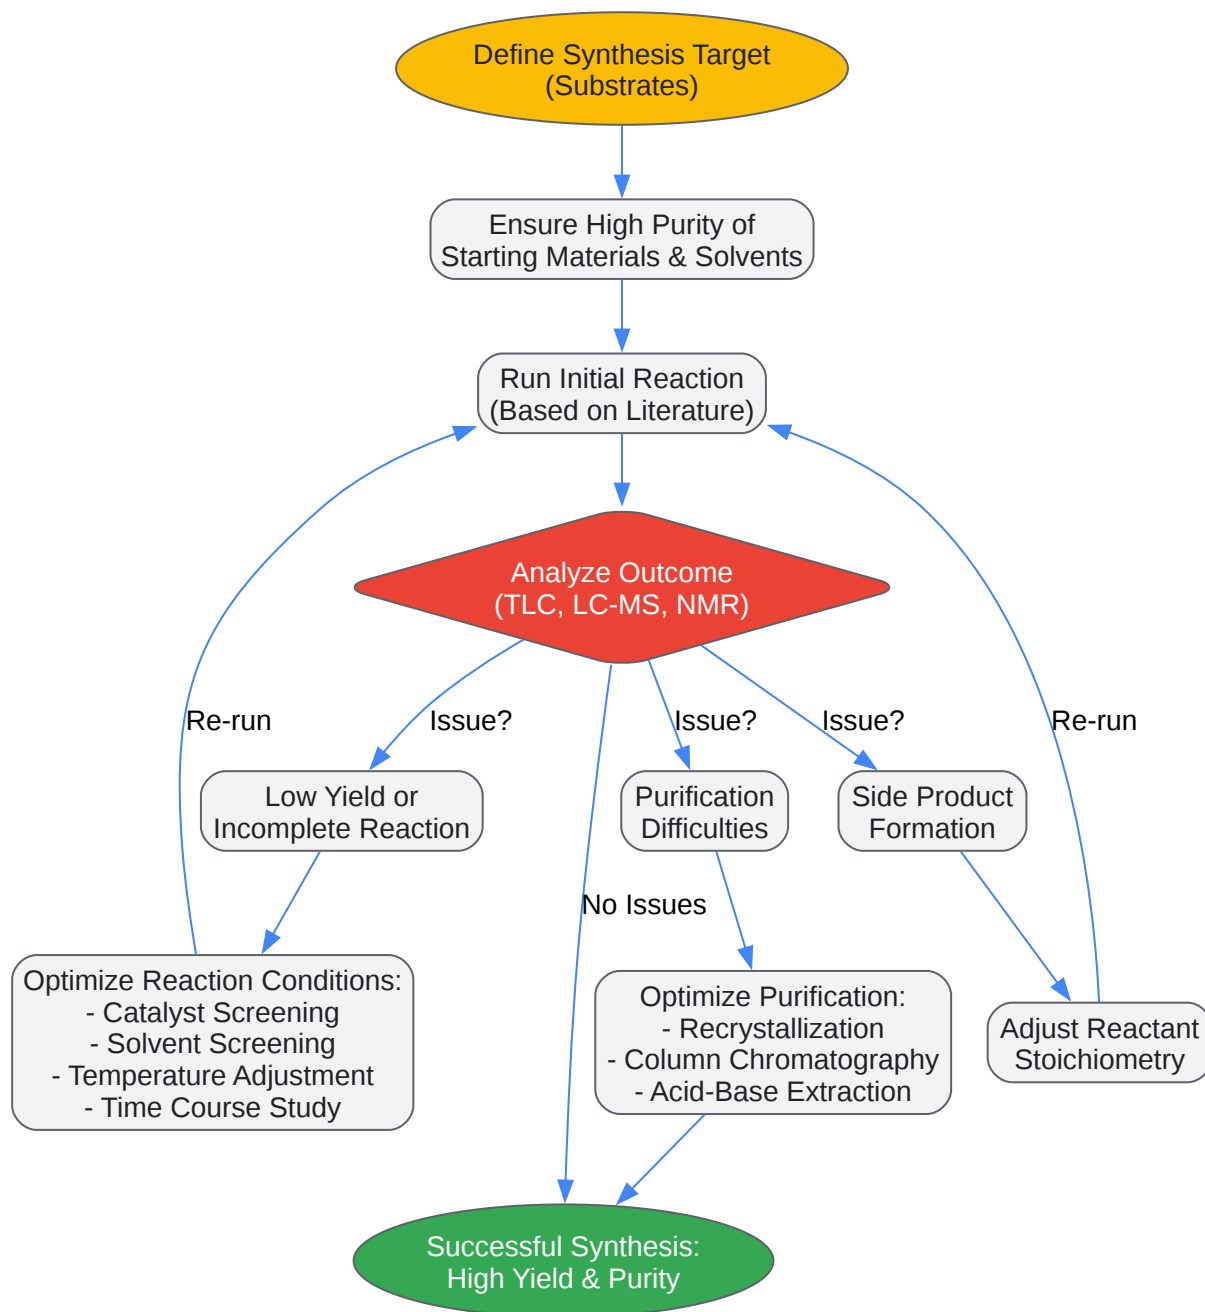 Define Synthesis Target
(Substrates)
Ensure High Purity of
Starting Materials & Solvents
Run Initial Reaction
(Based on Literature)
Analyze Outcome
(TLC, LC-MS, NMR)
Re-run
Issue?
Issue?
Issue?
Re-run
Low Yield or
Incomplete Reaction
Purification
Difficulties
Side Product
Formation
No Issues
Optimize Reaction Conditions:
- Catalyst Screening
- Solvent Screening
- Temperature Adjustment
- Time Course Study
Optimize Purification:
- Recrystallization
- Column Chromatography
- Acid-Base Extraction
Adjust Reactant
Stoichiometry
Successful Synthesis:
High Yield & Purity